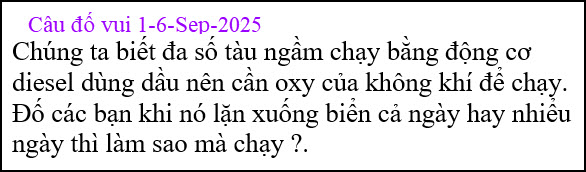 Câu đố vui 1-6-Sep-2025
Chúng ta biết đa số tàu ngầm chạy bằng động cơ
diesel dùng dầu nên cần oxy của không khí để chạy.
Đố các bạn khi nó lặn xuống biển cả ngày hay nhiểu
ngày thì làm sao mà chạy ?.